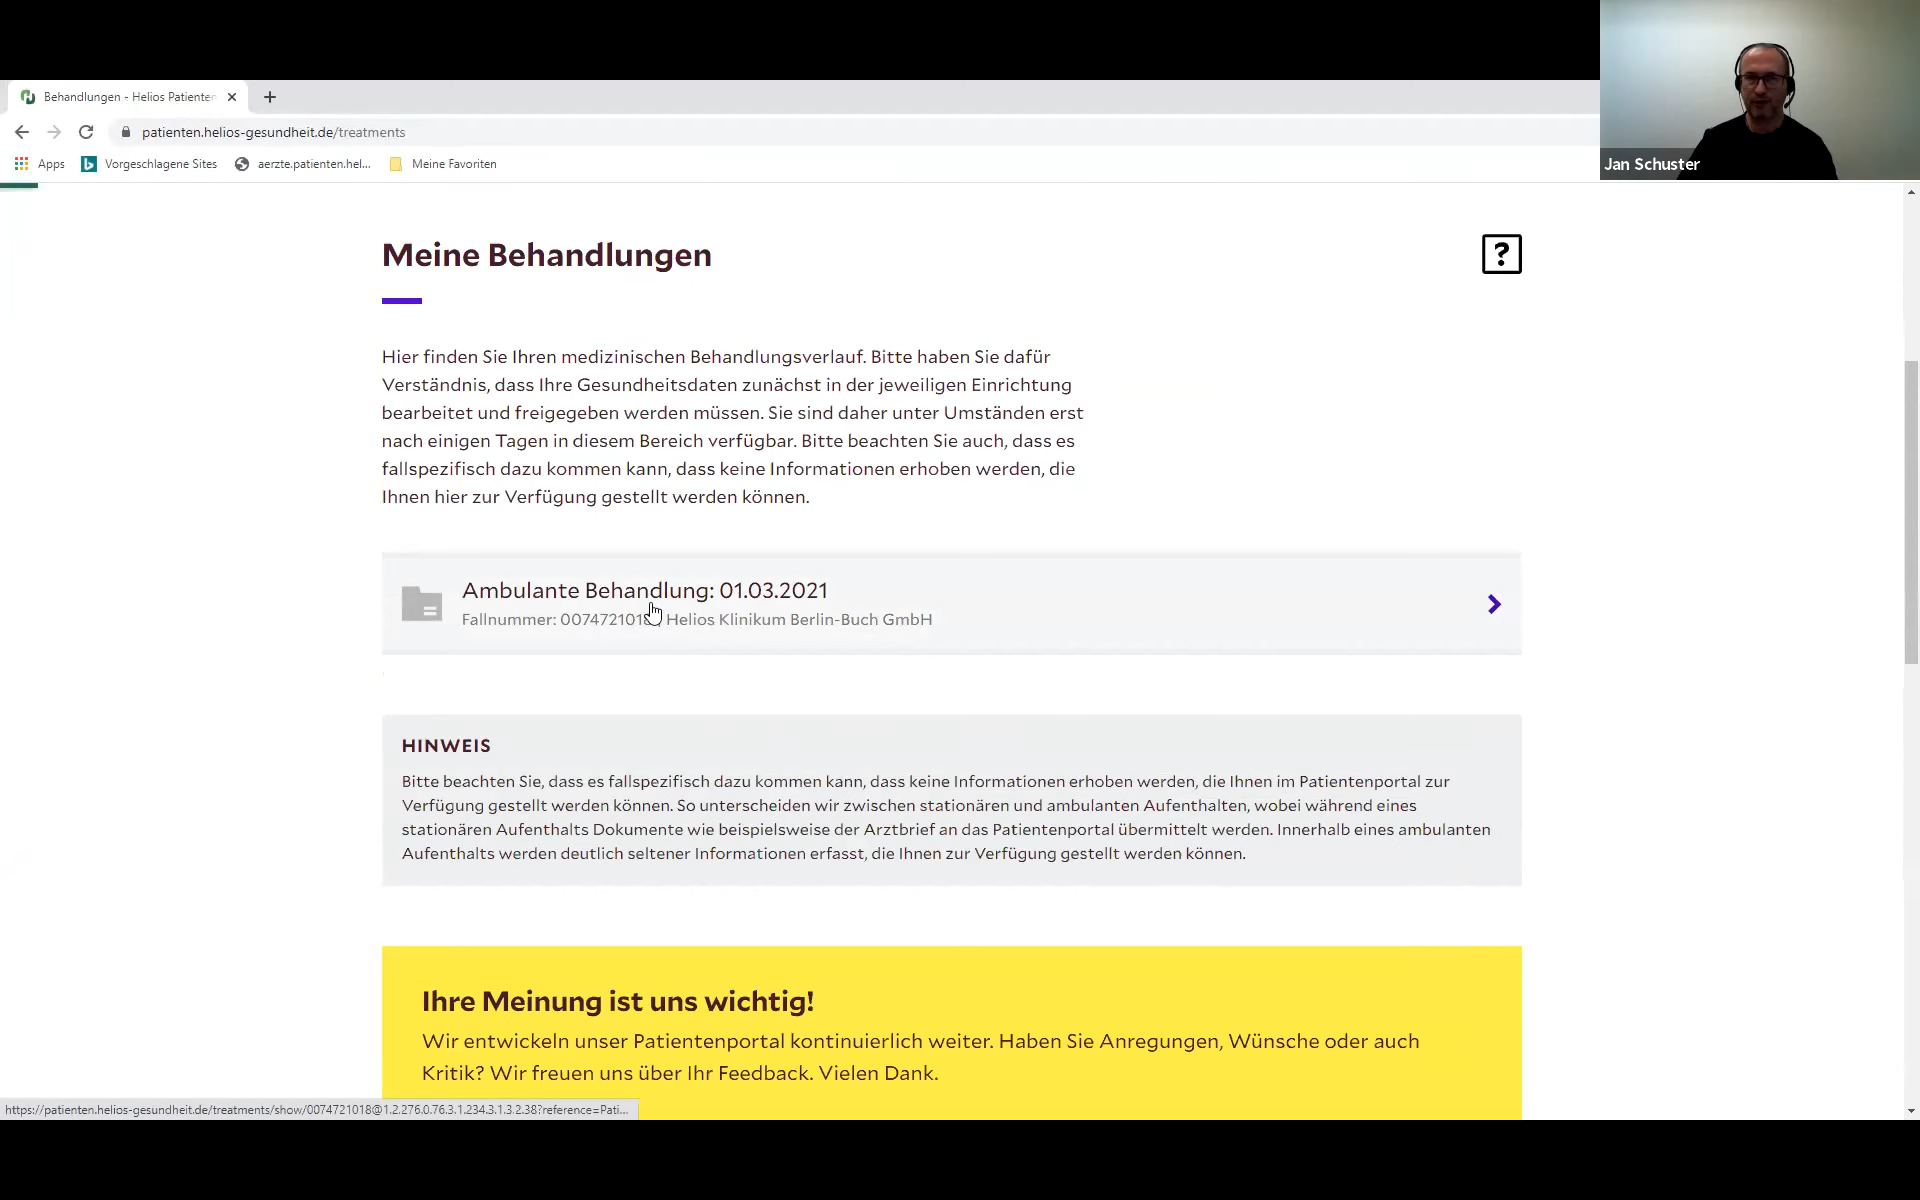 Behandlungen - Helios Patienten
patienten.helios-gesundheit.de/treatments
Apps Vorgeschlagene Sites aerzte.patienten.hel... Meine Favoriten
Jan Schuster
Meine Behandlungen
?
Hier finden Sie Ihren medizinischen Behandlungsverlauf. Bitte haben Sie dafür
Verständnis, dass Ihre Gesundheitsdaten zunächst in der jeweiligen Einrichtung
bearbeitet und freigegeben werden müssen. Sie sind daher unter Umständen erst
nach einigen Tagen in diesem Bereich verfügbar. Bitte beachten Sie auch, dass es
fallspezifisch dazu kommen kann, dass keine Informationen erhoben werden, die
Ihnen hier zur Verfügung gestellt werden können.
Ambulante Behandlung: 01.03.2021
Fallnummer: 0074721018 Helios Klinikum Berlin-Buch GmbH
HINWEIS
Bitte beachten Sie, dass es fallspezifisch dazu kommen kann, dass keine Informationen erhoben werden, die Ihnen im Patientenportal zur
Verfügung gestellt werden können. So unterscheiden wir zwischen stationären und ambulanten Aufenthalten, wobei während eines
stationären Aufenthalts Dokumente wie beispielsweise der Arztbrief an das Patientenportal übermittelt werden. Innerhalb eines ambulanten
Aufenthalts werden deutlich seltener Informationen erfasst, die Ihnen zur Verfügung gestellt werden können.
Ihre Meinung ist uns wichtig!
Wir entwickeln unser Patientenportal kontinuierlich weiter. Haben Sie Anregungen, Wünsche oder auch
Kritik? Wir freuen uns über Ihr Feedback. Vielen Dank.
https://patienten.helios-gesundheit.de/treatments/show/0074721018@1.2.276.0.76.3.1.234.3.1.3.2.38?reference=Pati...